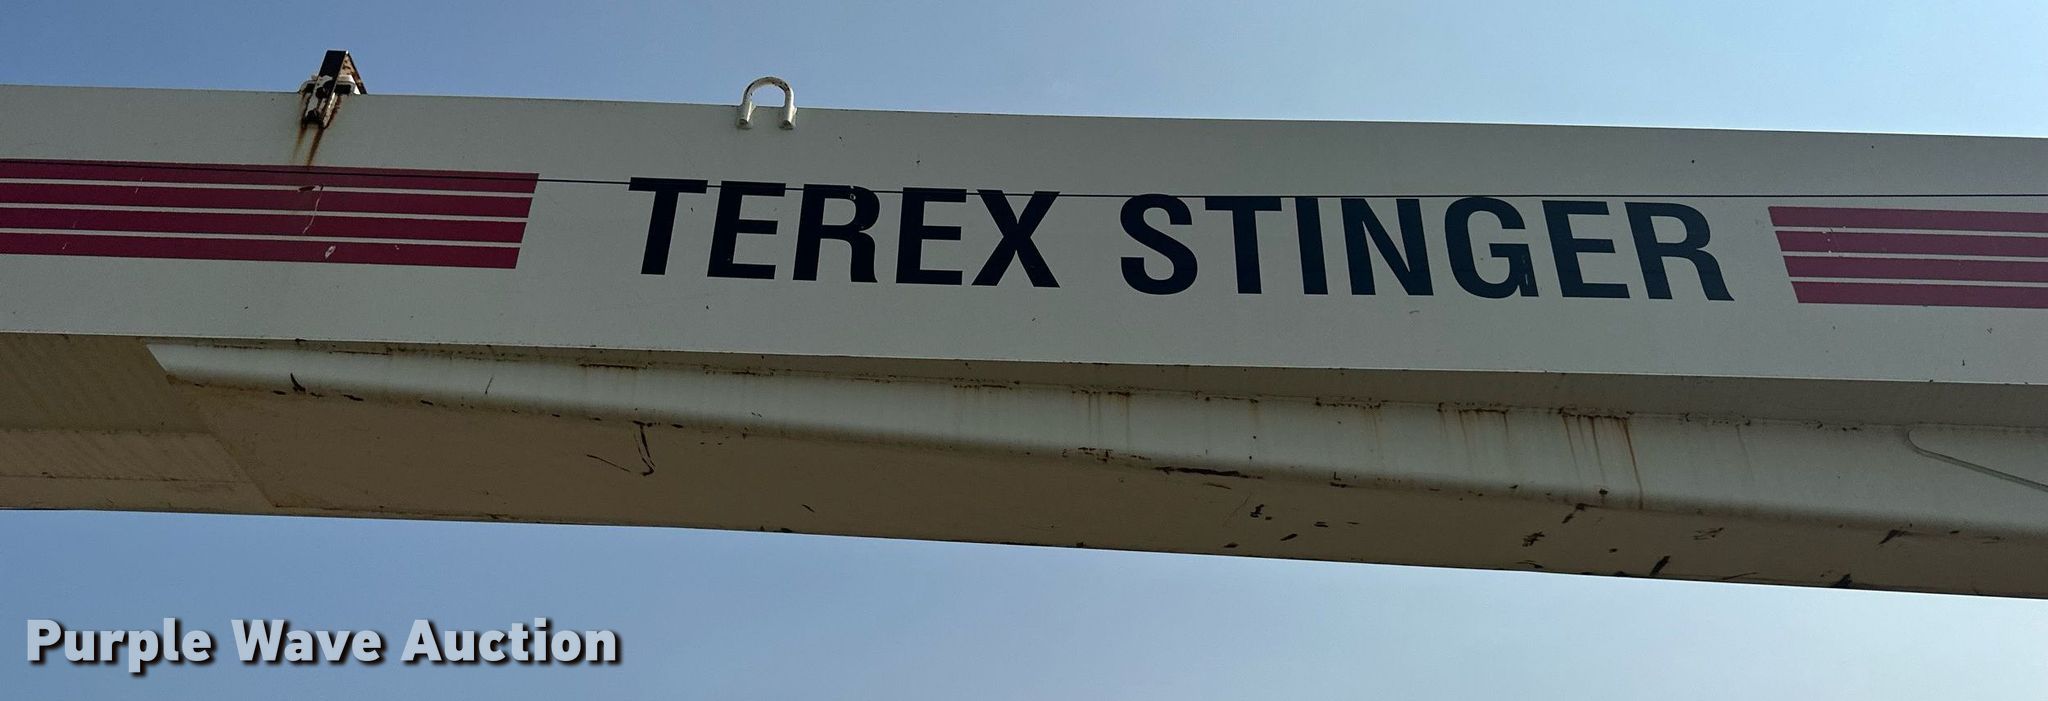 TEREX STINGER
Purple Wave Auction